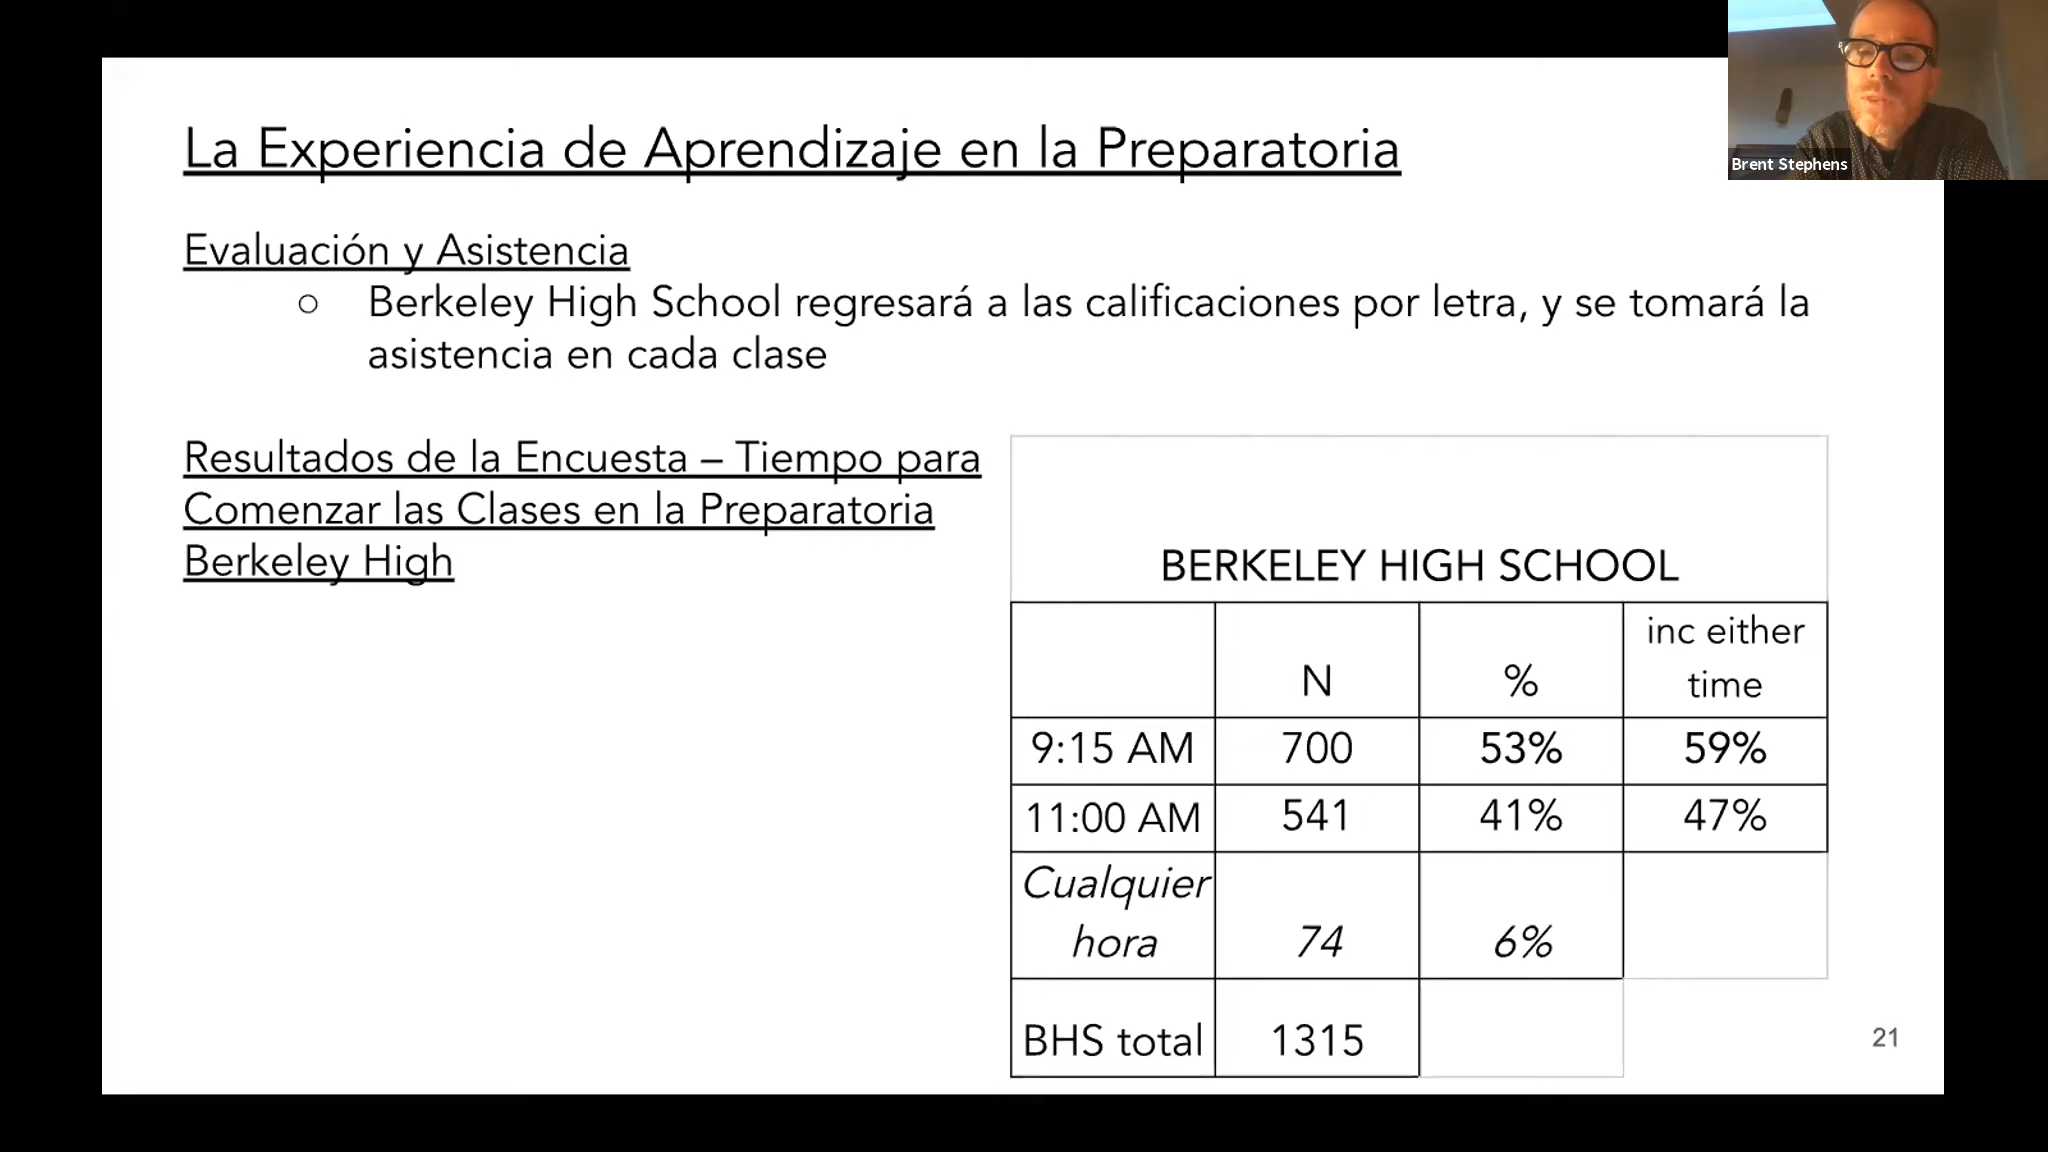 Brent Stephens
La Experiencia de Aprendizaje en la Preparatoria
Evaluación y Asistencia
○ Berkeley High School regresará a las calificaciones por letra, y se tomará la
asistencia en cada clase
Resultados de la Encuesta – Tiempo para
Comenzar las Clases en la Preparatoria
Berkeley High
BERKELEY HIGH SCHOOL
N % inc either
time
9:15 AM 700 53% 59%
11:00 AM 541 41% 47%
Cualquier
hora 74 6%
BHS total 1315
21